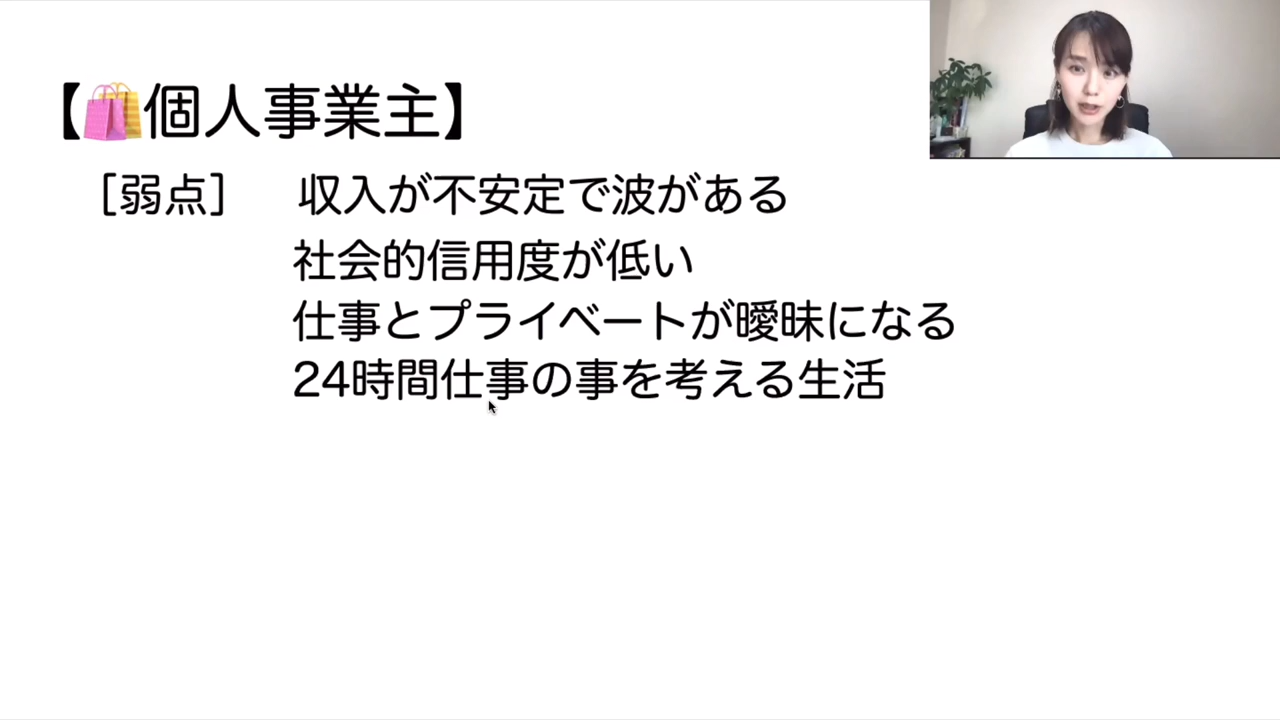 【🛍️個人事業主】
［弱点］ 収入が不安定で波がある
社会的信用度が低い
仕事とプライベートが曖昧になる
24時間仕事の事を考える生活